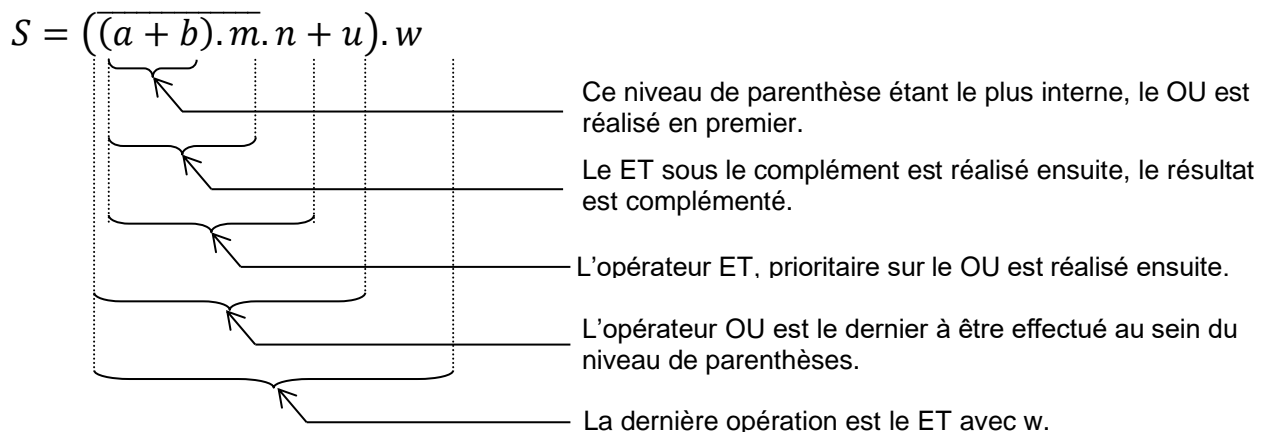 S = ((a + b).m.n + u).w
Ce niveau de parenthèse étant le plus interne, le OU est
réalisé en premier.
Le ET sous le complément est réalisé ensuite, le résultat
est complémenté.
L'opérateur ET, prioritaire sur le OU est réalisé ensuite.
L'opérateur OU est le dernier à être effectué au sein du
niveau de parenthèses.
La dernière opération est le ET avec w.